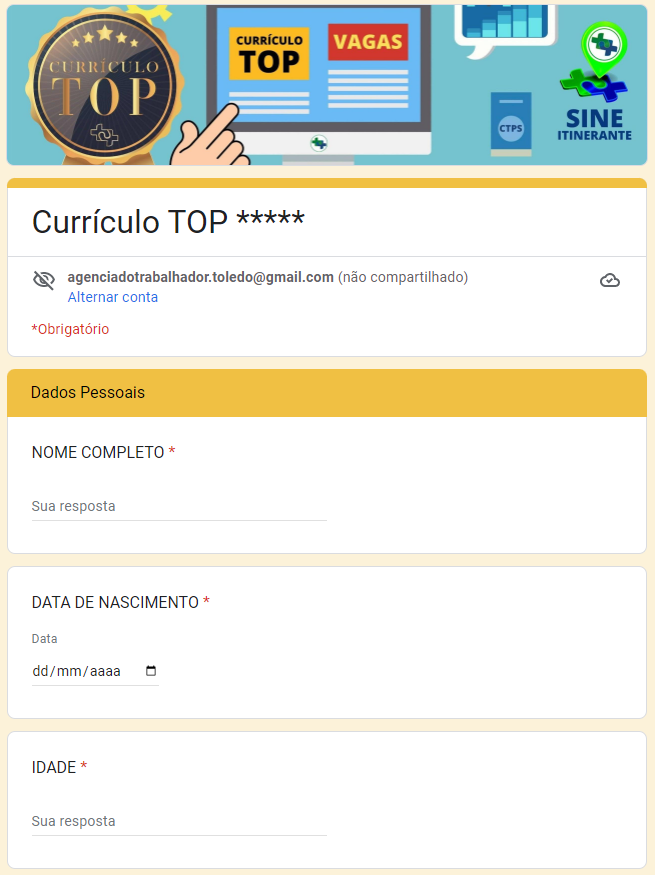 CURRÍCULO
TOP
CURRÍCULO
TOP
VAGAS
CTPS
SINE
ITINERANTE
Currículo TOP *****
agenciadotrabalhador.toledo@gmail.com (não compartilhado)
Alternar conta
*Obrigatório
Dados Pessoais
NOME COMPLETO *
Sua resposta
DATA DE NASCIMENTO *
Data
dd/mm/aaaa
IDADE *
Sua resposta